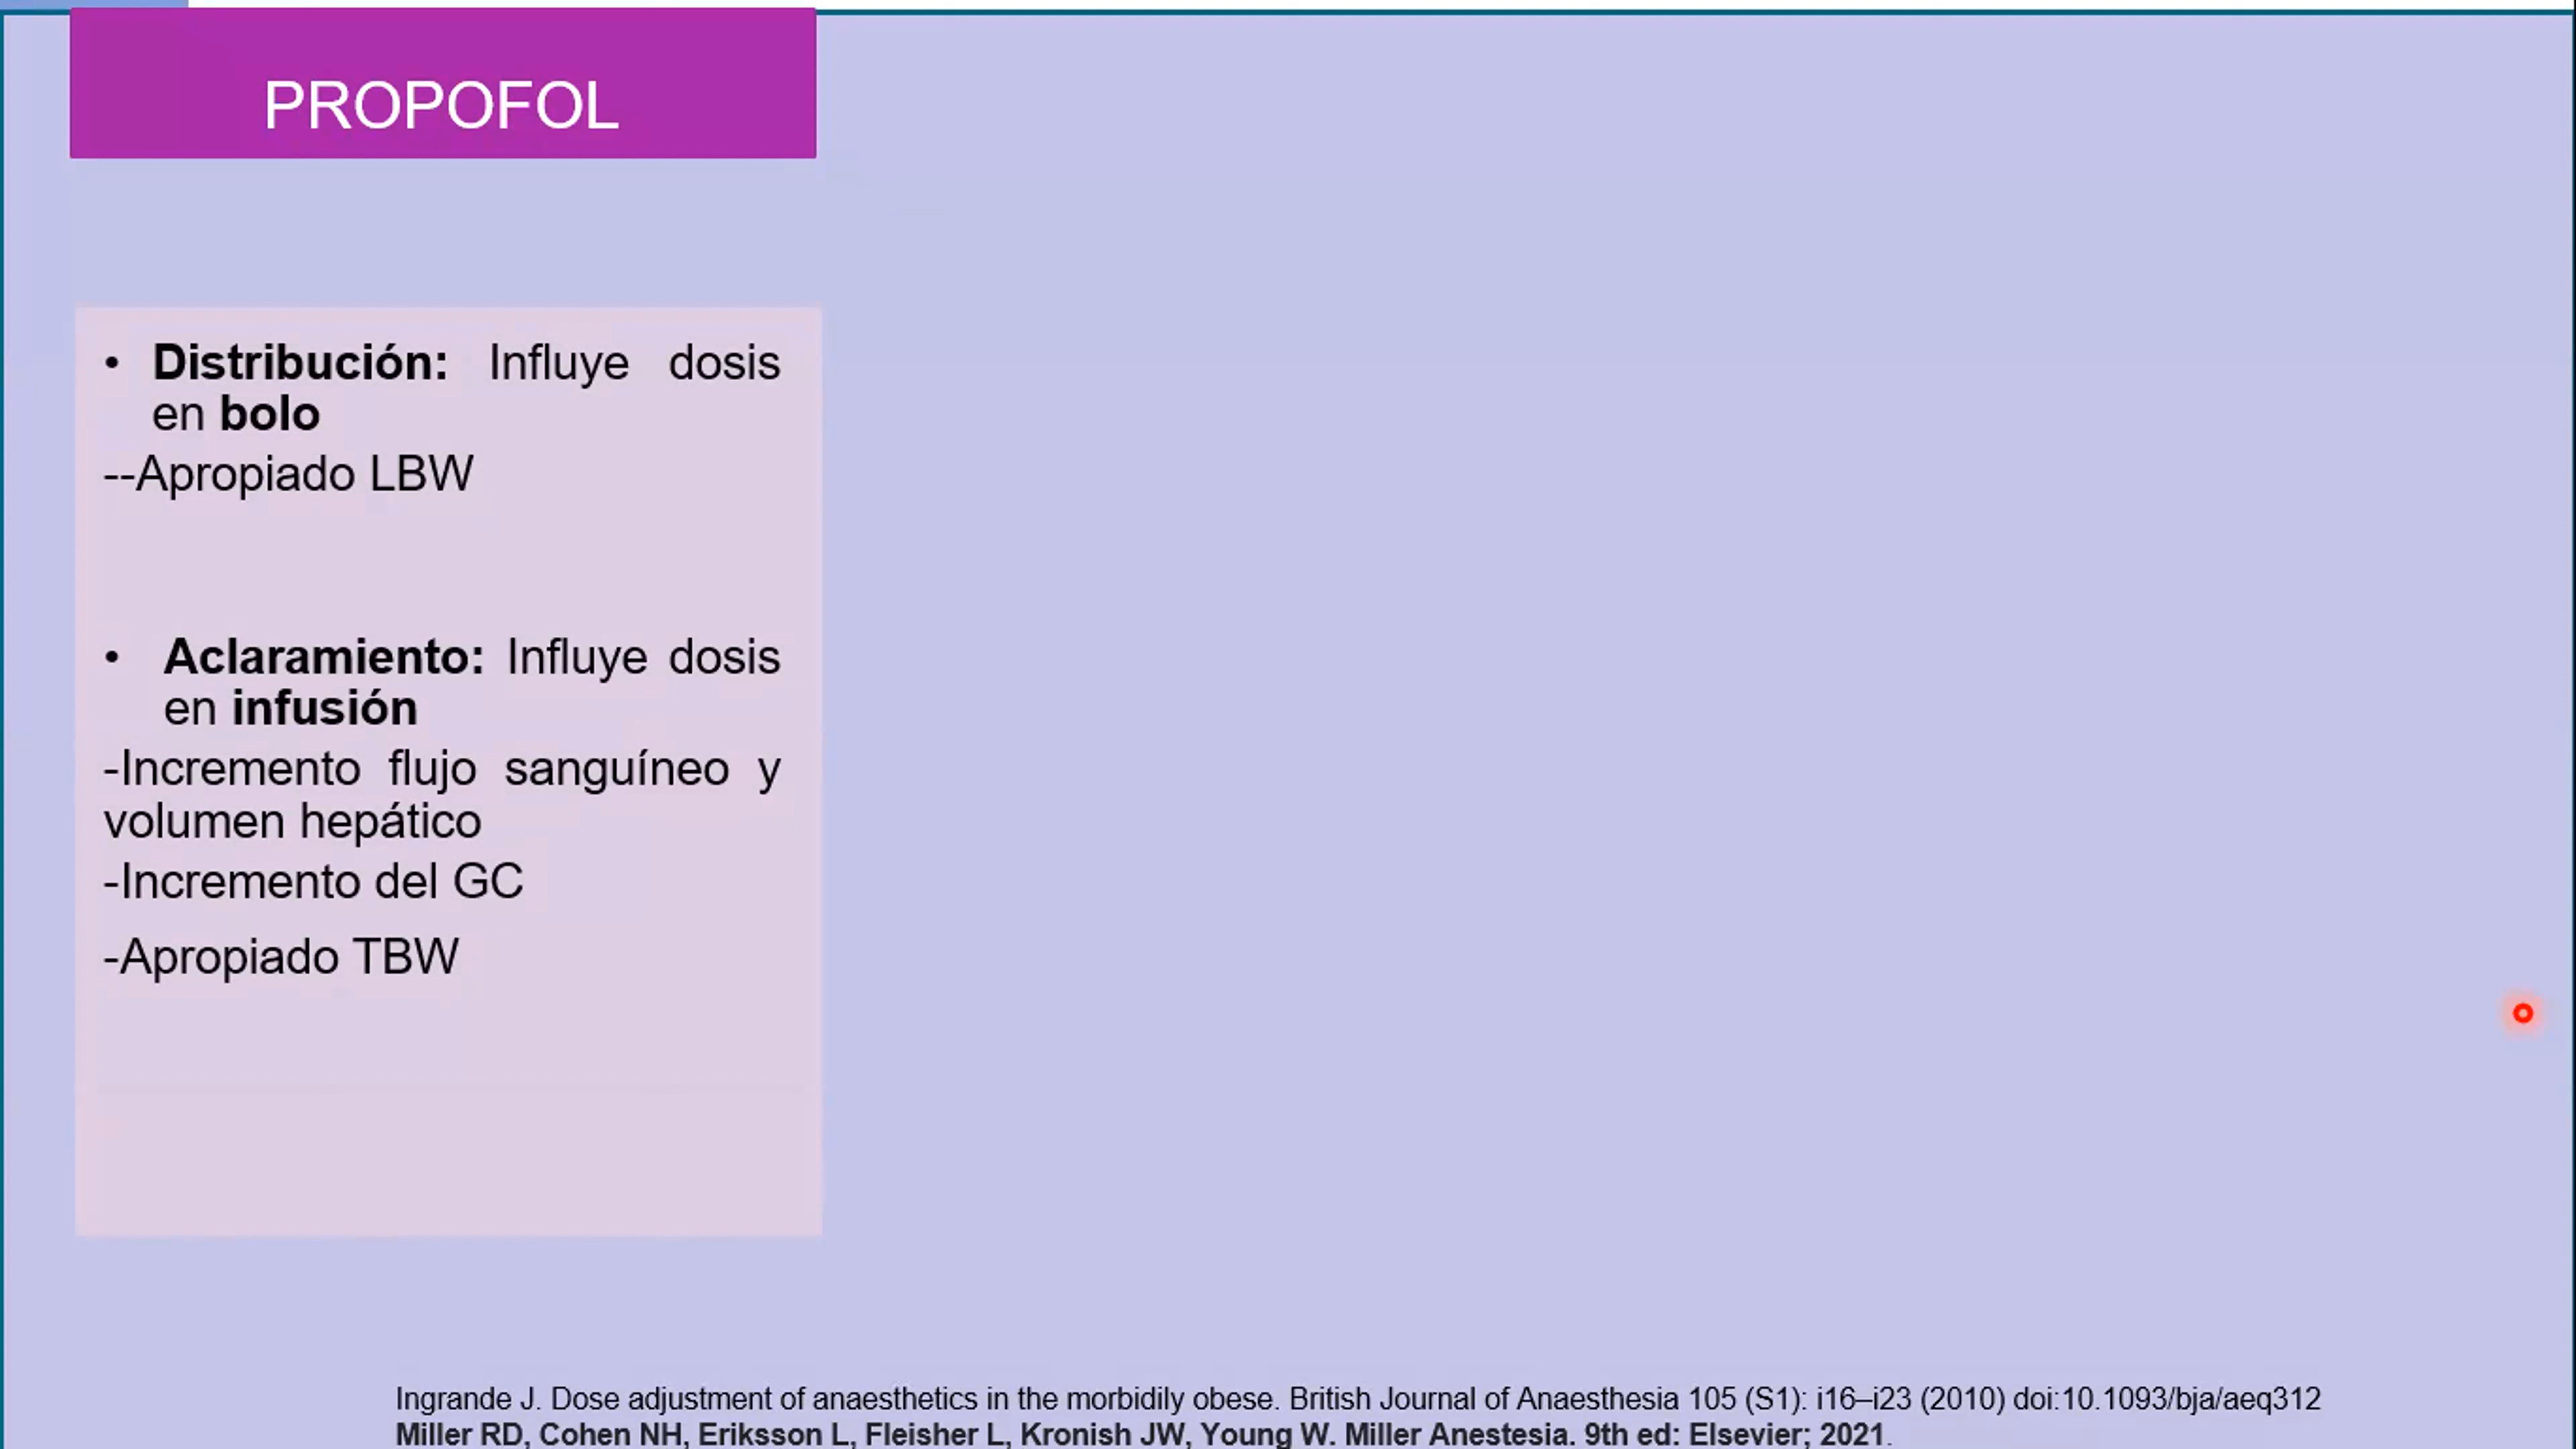 PROPOFOL
• Distribución: Influye dosis
en bolo
--Apropiado LBW
• Aclaramiento: Influye dosis
en infusión
-Incremento flujo sanguíneo y
volumen hepático
-Incremento del GC
-Apropiado TBW
Ingrande J. Dose adjustment of anaesthetics in the morbidily obese. British Journal of Anaesthesia 105 (S1): i16–i23 (2010) doi:10.1093/bja/aeq312
Miller RD, Cohen NH, Eriksson L, Fleisher L, Kronish JW, Young W. Miller Anestesia. 9th ed: Elsevier; 2021.